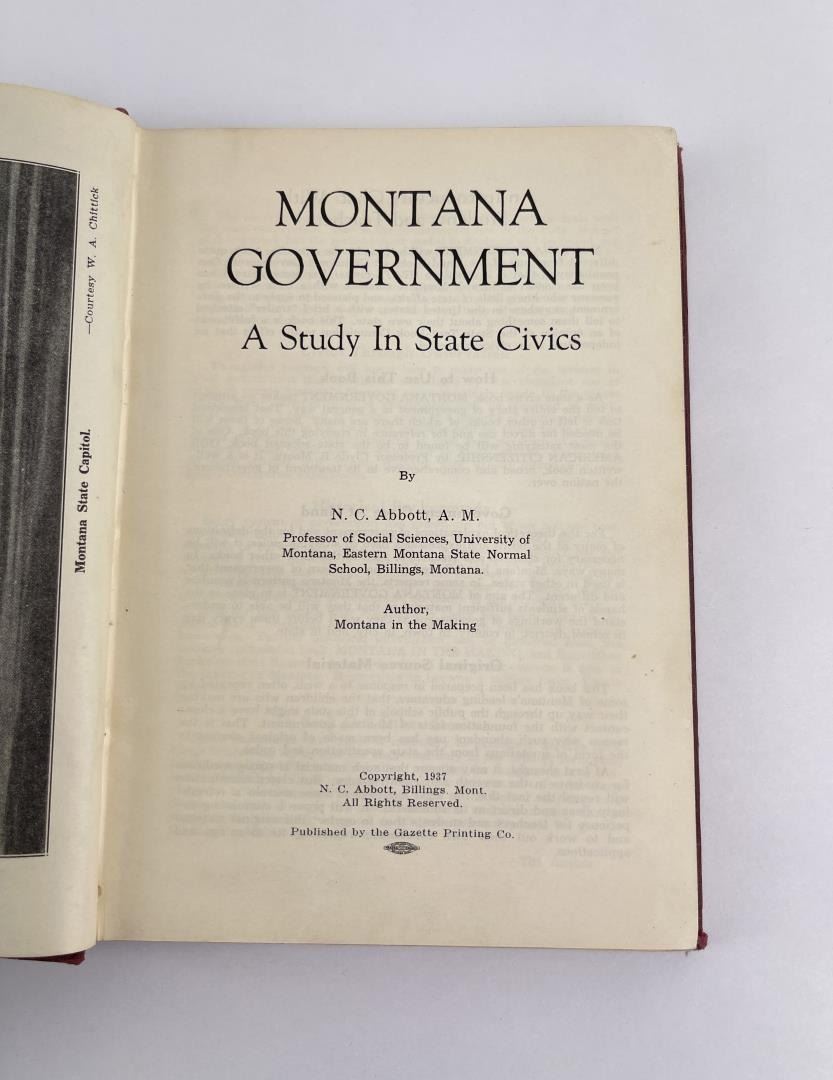 —Courtesy W. A. Chittick
Montana State Capitol.
MONTANA
GOVERNMENT
A Study In State Civics
By
N. C. Abbott, A. M.
Professor of Social Sciences, University of
Montana, Eastern Montana State Normal
School, Billings, Montana.
Author,
Montana in the Making
Copyright, 1937
N. C. Abbott, Billings, Mont.
All Rights Reserved.
Published by the Gazette Printing Co.